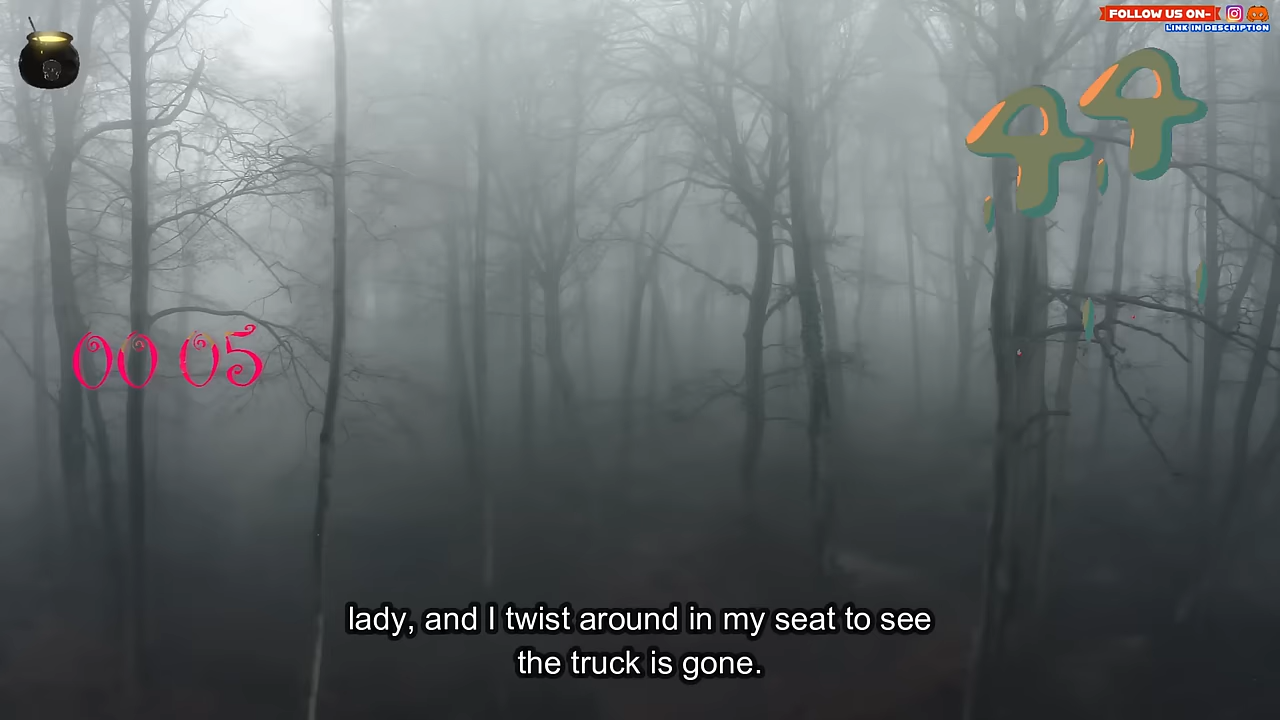 FOLLOW US ON-
LINK IN DESCRIPTION
44
00 05
lady, and I twist around in my seat to see
the truck is gone.